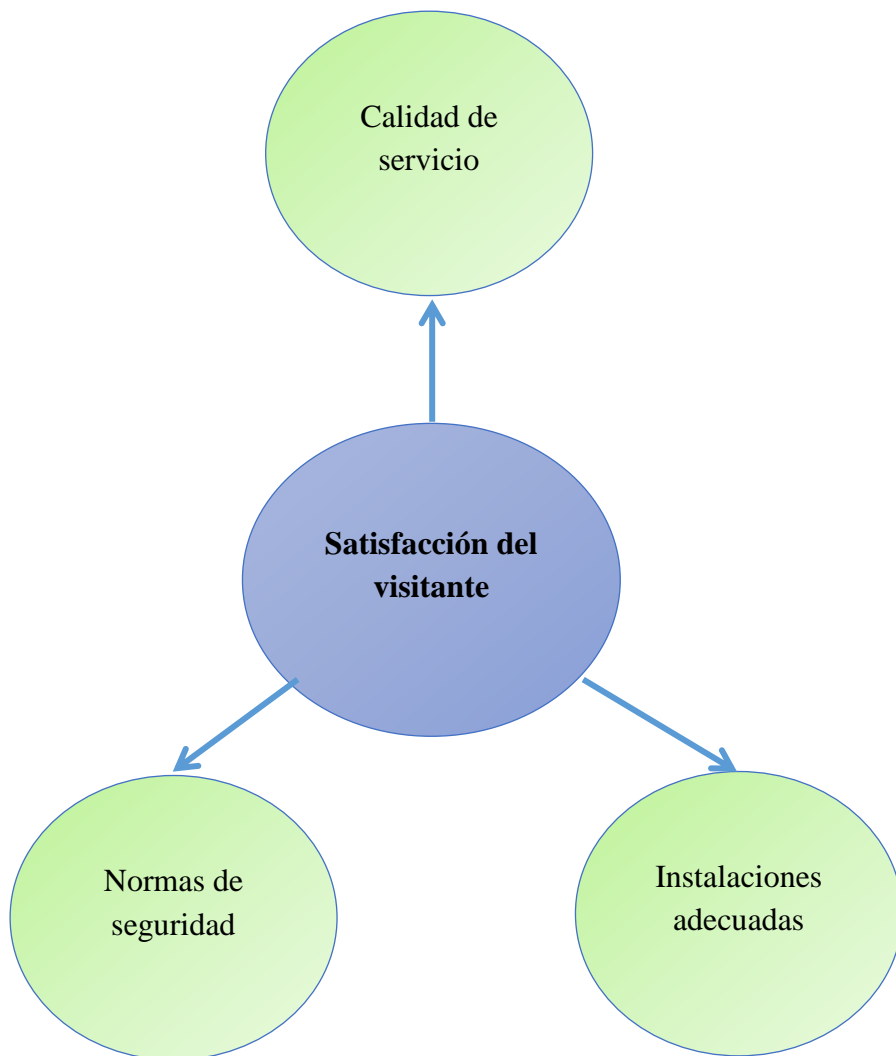 Calidad de
servicio
Satisfacción del
visitante
Normas de
seguridad
Instalaciones
adecuadas